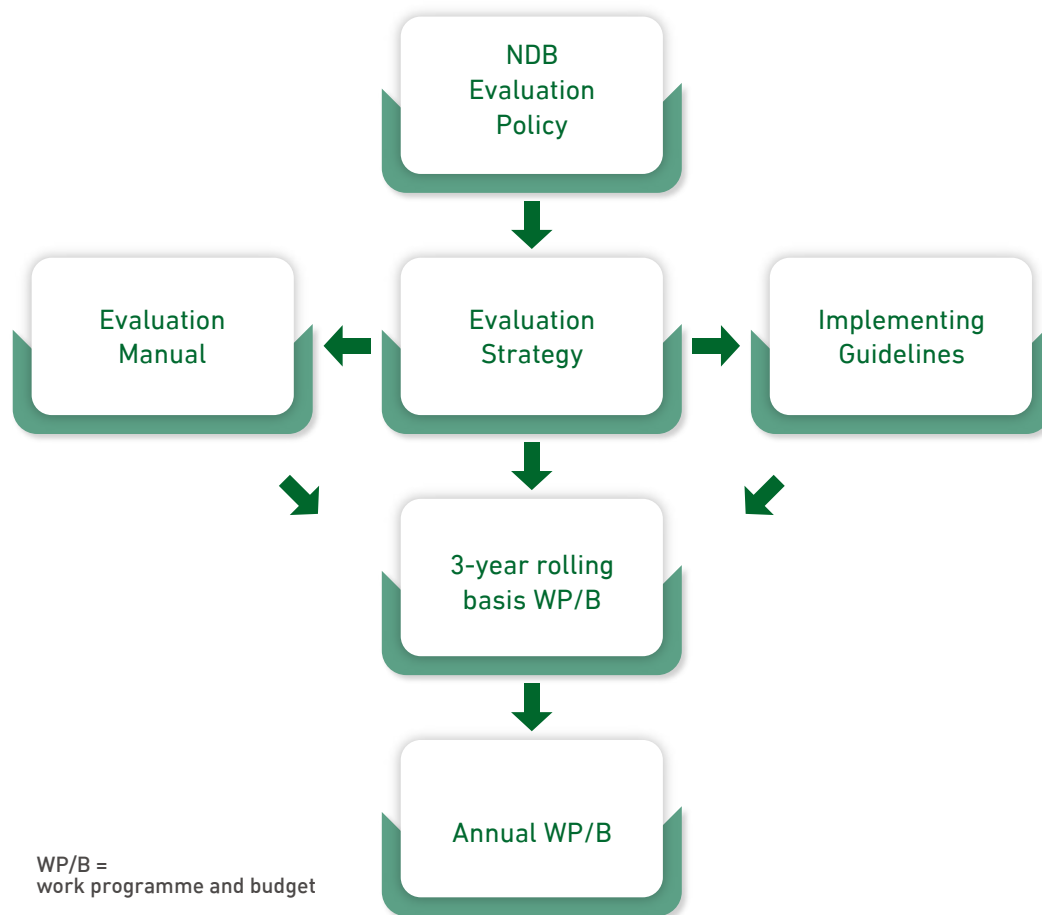 NDB
Evaluation
Policy
Evaluation
Manual
Evaluation
Strategy
Implementing
Guidelines
3-year rolling
basis WP/B
Annual WP/B
WP/B =
work programme and budget